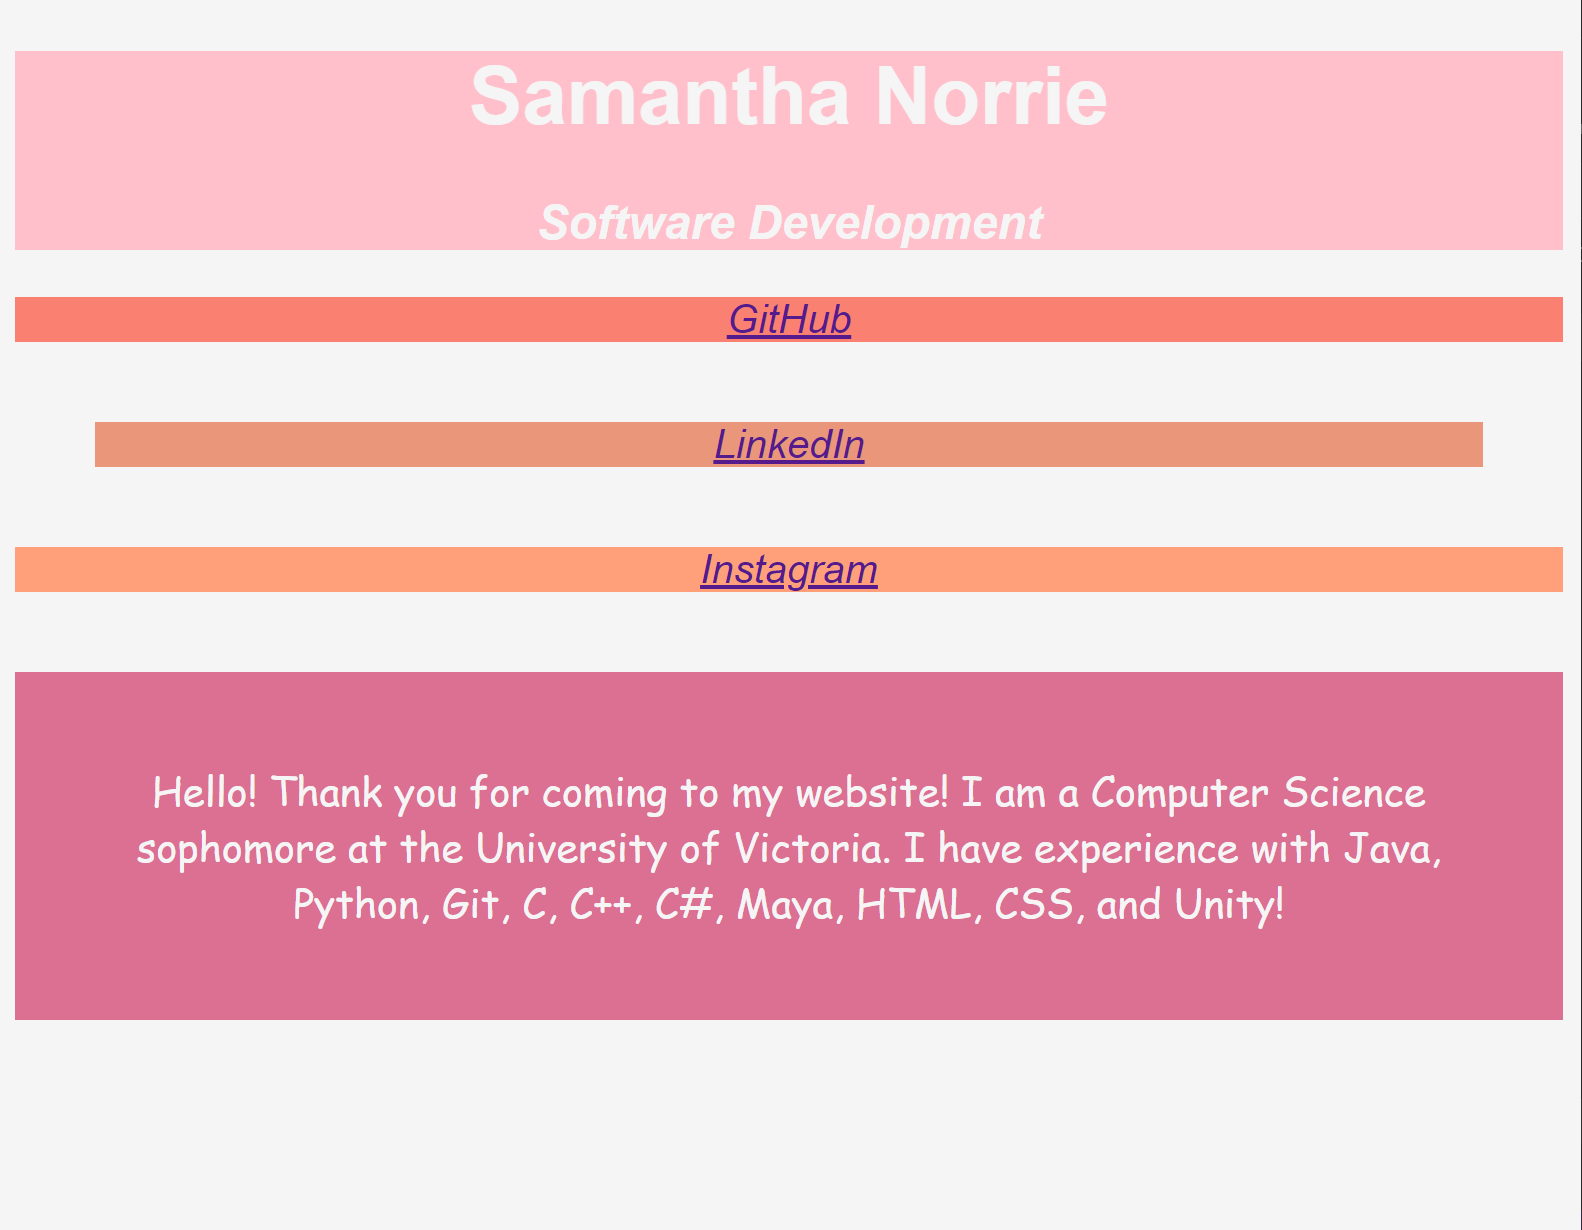 Samantha Norrie
Software Development
GitHub
LinkedIn
Instagram
Hello! Thank you for coming to my website! I am a Computer Science
sophomore at the University of Victoria. I have experience with Java,
Python, Git, C, C++, C#, Maya, HTML, CSS, and Unity!